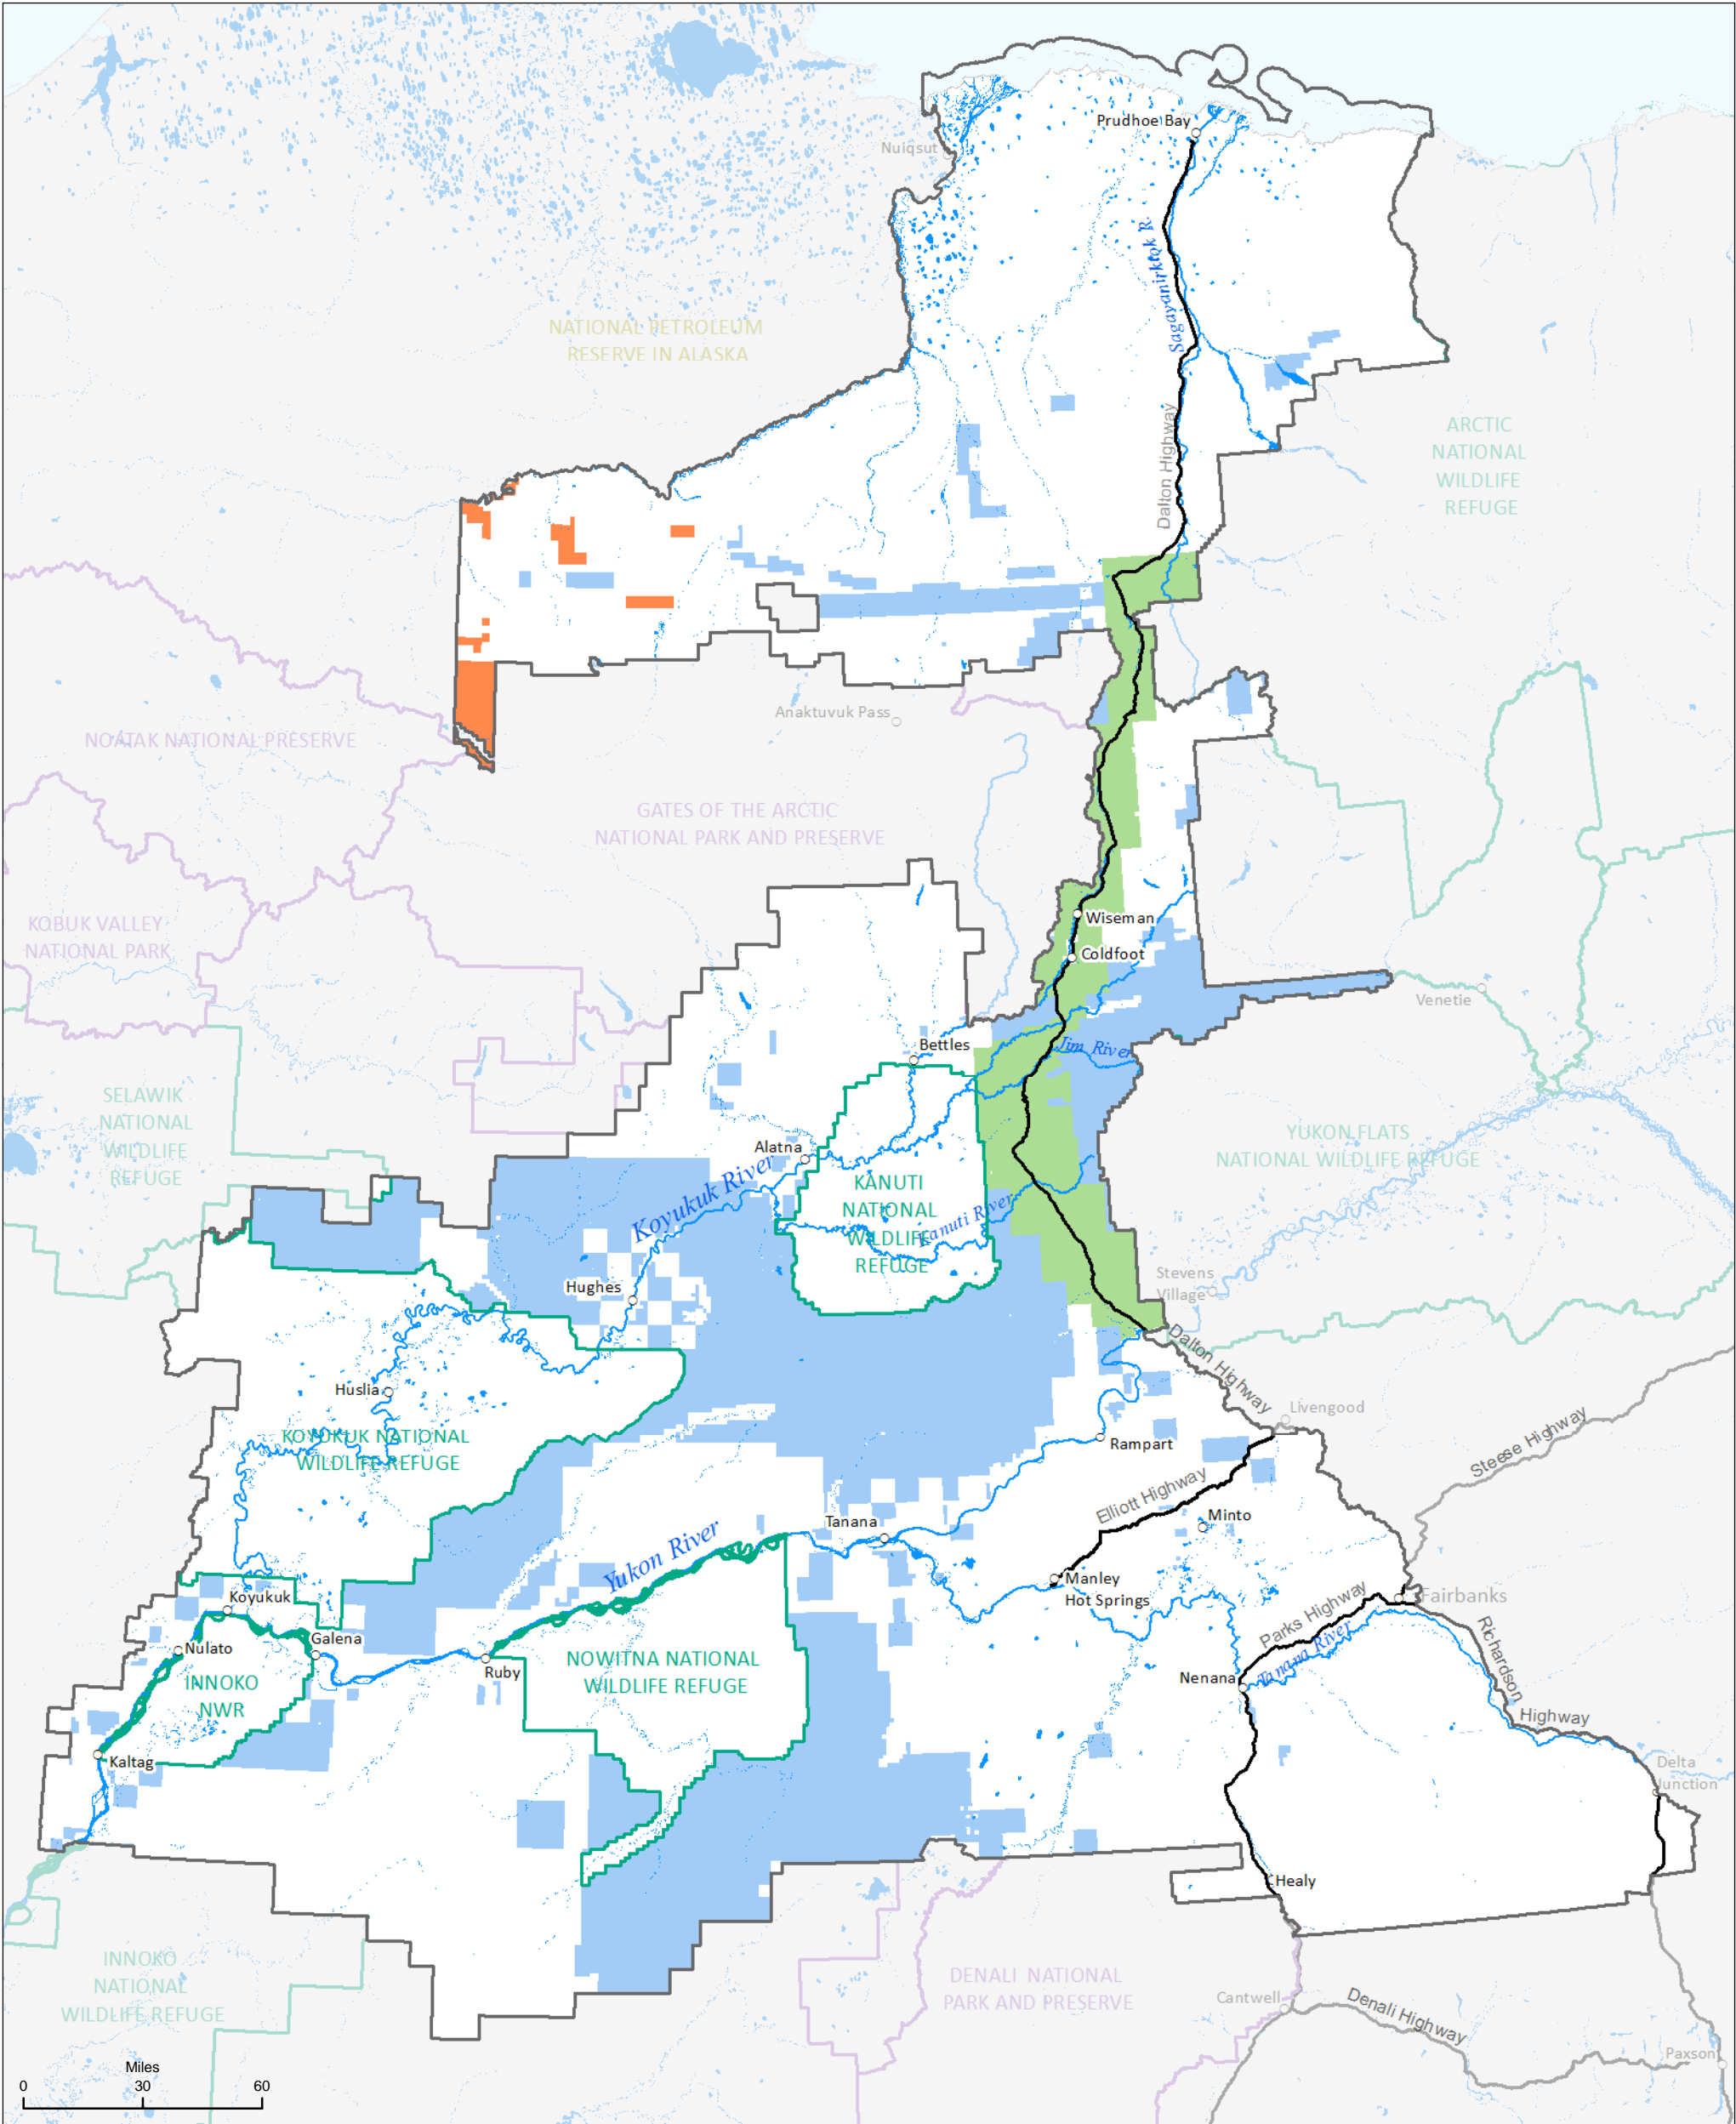 Prudhoe Bay
Nuiqsut
Sagavanirktok R.
NATIONAL PETROLEUM
RESERVE IN ALASKA
Dalton Highway
ARCTIC
NATIONAL
WILDLIFE
REFUGE
Anaktuvuk Pass
NOATAK NATIONAL PRESERVE
GATES OF THE ARCTIC
NATIONAL PARK AND PRESERVE
KOBUK VALLEY
NATIONAL PARK
Wiseman
Coldfoot
Venetie
Bettles
Jim River
SELAWIK
NATIONAL
WILDLIFE
REFUGE
Alatna
YUKON FLATS
NATIONAL WILDLIFE REFUGE
Koyukuk River
KANUTI
NATIONAL
WILDLIFE
REFUGE
Kanuti River
Hughes
Stevens
Village
Dalton Highway
Huslia
Livengood
KOYUKUK NATIONAL
WILDLIFE REFUGE
Rampart
Steese Highway
Elliott Highway
Minto
Tanana
Yukon River
Manley
Hot Springs
Koyukuk
Parks Highway
Fairbanks
Nulato
Galena
Tanana River
Richardson
Highway
Ruby
NOWITNA NATIONAL
WILDLIFE REFUGE
INNOKO
NWR
Nenana
Kaltag
Delta
Junction
Healy
INNOKO
NATIONAL
WILDLIFE REFUGE
DENALI NATIONAL
PARK AND PRESERVE
Cantwell
Denali Highway
Paxson
Miles
0 30 60